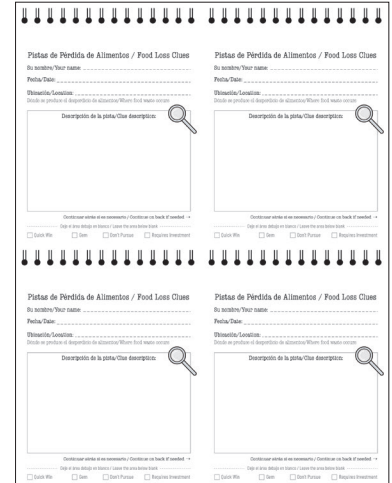 Pistas de Pérdida de Alimentos / Food Loss Clues
Su nombre/Your name:
Fecha/Date:
Ubicación/Location:
Dónde se produce el desperdicio de alimentos/Where food waste occurs
Descripción de la pista/Clue description:
Continuar atrás si es necesario / Continue on back if needed →
Deje el área debajo en blanco / Leave the area below blank
Quick Win Gem Don't Pursue Requires Investment
Pistas de Pérdida de Alimentos / Food Loss Clues
Su nombre/Your name:
Fecha/Date:
Ubicación/Location:
Dónde se produce el desperdicio de alimentos/Where food waste occurs
Descripción de la pista/Clue description:
Continuar atrás si es necesario / Continue on back if needed →
Deje el área debajo en blanco / Leave the area below blank
Quick Win Gem Don't Pursue Requires Investment
Pistas de Pérdida de Alimentos / Food Loss Clues
Su nombre/Your name:
Fecha/Date:
Ubicación/Location:
Dónde se produce el desperdicio de alimentos/Where food waste occurs
Descripción de la pista/Clue description:
Continuar atrás si es necesario / Continue on back if needed →
Deje el área debajo en blanco / Leave the area below blank
Quick Win Gem Don't Pursue Requires Investment
Pistas de Pérdida de Alimentos / Food Loss Clues
Su nombre/Your name:
Fecha/Date:
Ubicación/Location:
Dónde se produce el desperdicio de alimentos/Where food waste occurs
Descripción de la pista/Clue description:
Continuar atrás si es necesario / Continue on back if needed →
Deje el área debajo en blanco / Leave the area below blank
Quick Win Gem Don't Pursue Requires Investment